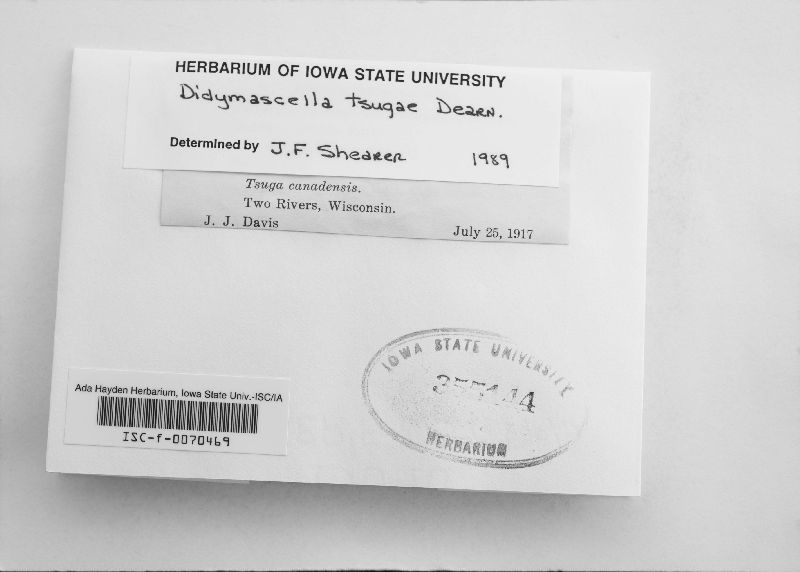 HERBARIUM OF IOWA STATE UNIVERSITY
Didymascella tsugae Dearn.
Determined by J.F. Shearer 1989
Tsuga canadensis.
Two Rivers, Wisconsin.
J. J. Davis July 25, 1917
IOWA STATE UNIVERSITY
HERBARIUM
Ada Hayden Herbarium, Iowa State Univ.-ISC/IA
ISC-f-0070469